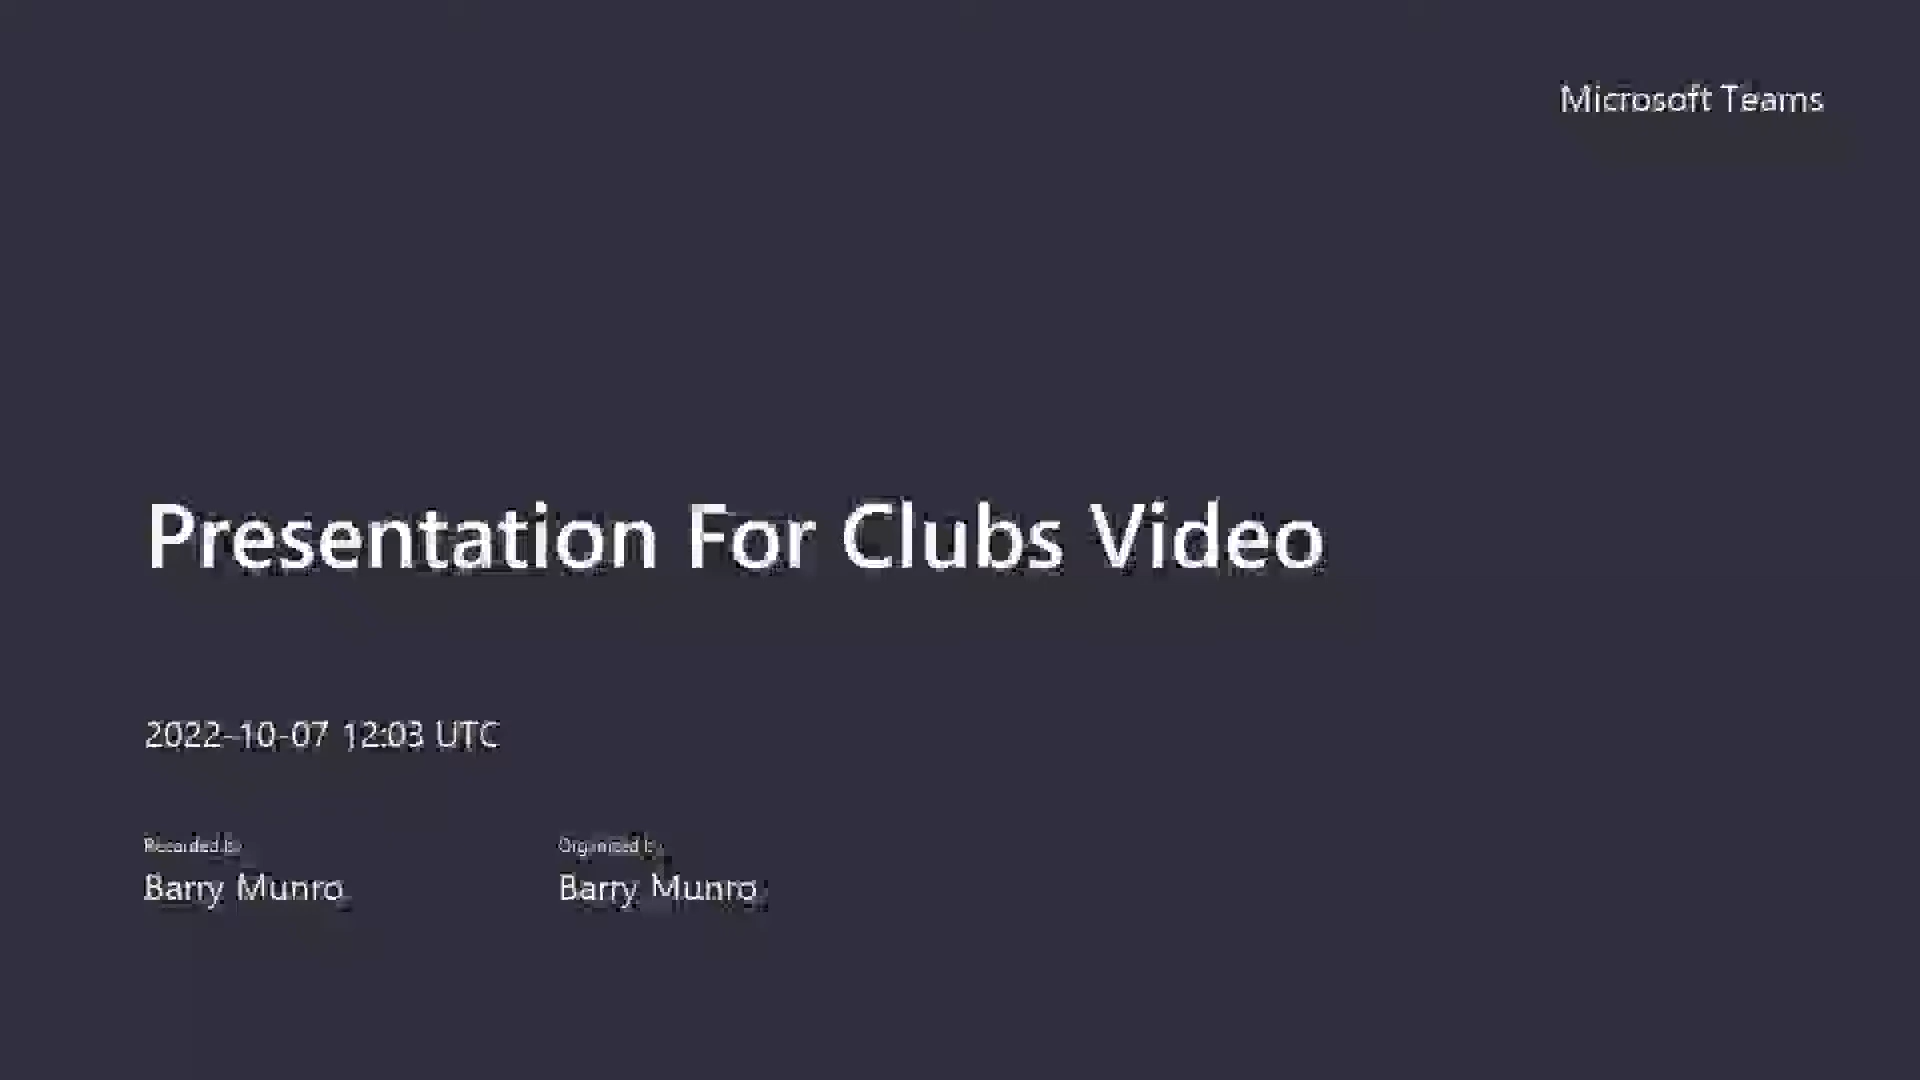 Microsoft Teams
Presentation For Clubs Video
2022-10-07 12:03 UTC
Recorded by
Organized by
Barry Munro
Barry Munro